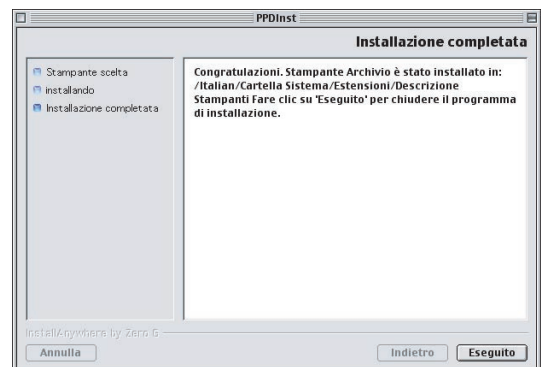 PPDInst
Installazione completata
Stampante scelta
installando
Installazione completata
Congratulazioni. Stampante Archivio è stato installato in:
/Italian/Cartella Sistema/Estensioni/Descrizione
Stampanti Fare clic su 'Eseguito' per chiudere il programma
di installazione.
InstallAnywhere by Zero G
Annulla
Indietro
Eseguito